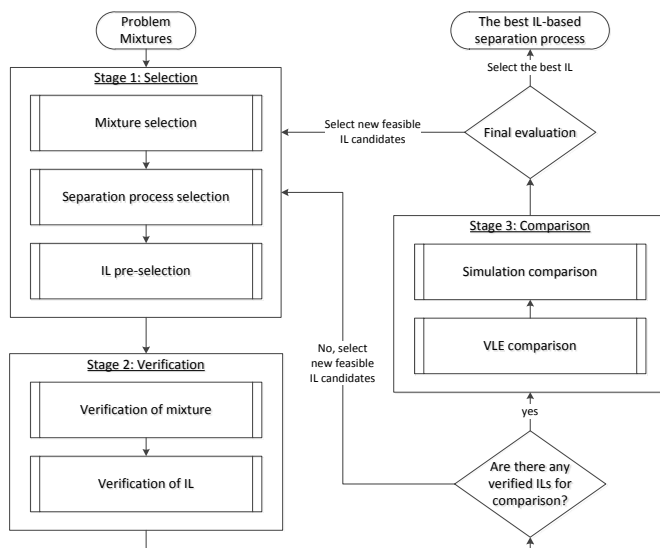 Problem
Mixtures
Stage 1: Selection
Mixture selection
Separation process selection
IL pre-selection
Stage 2: Verification
Verification of mixture
Verification of IL
The best IL-based
separation process
Select the best IL
Final evaluation
Select new feasible
IL candidates
Stage 3: Comparison
Simulation comparison
VLE comparison
No, select
new feasible
IL candidates
yes
Are there any
verified ILs for
comparison?